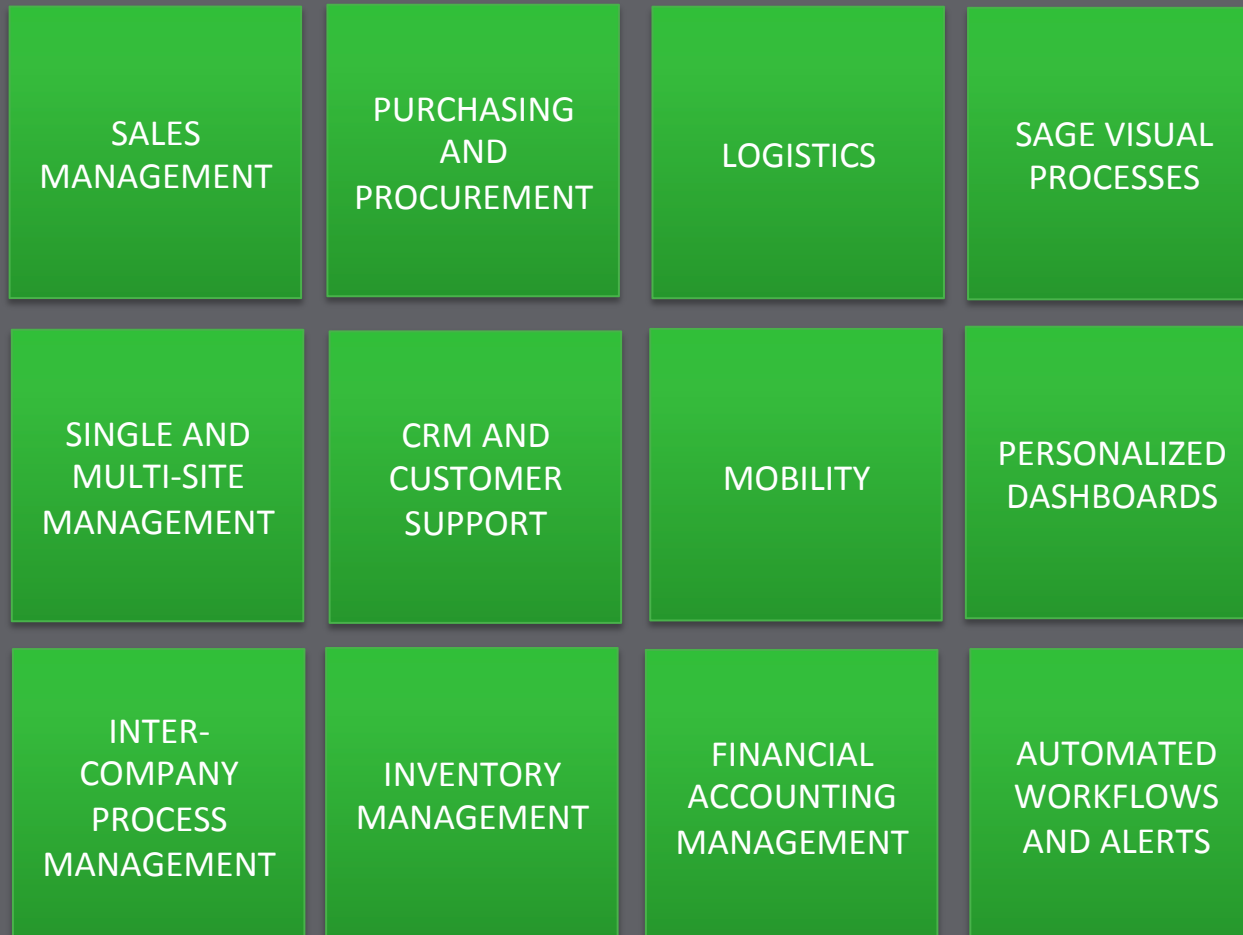 SALES
MANAGEMENT
PURCHASING
AND
PROCUREMENT
LOGISTICS
SAGE VISUAL
PROCESSES
SINGLE AND
MULTI-SITE
MANAGEMENT
CRM AND
CUSTOMER
SUPPORT
MOBILITY
PERSONALIZED
DASHBOARDS
INTER-
COMPANY
PROCESS
MANAGEMENT
INVENTORY
MANAGEMENT
FINANCIAL
ACCOUNTING
MANAGEMENT
AUTOMATED
WORKFLOWS
AND ALERTS